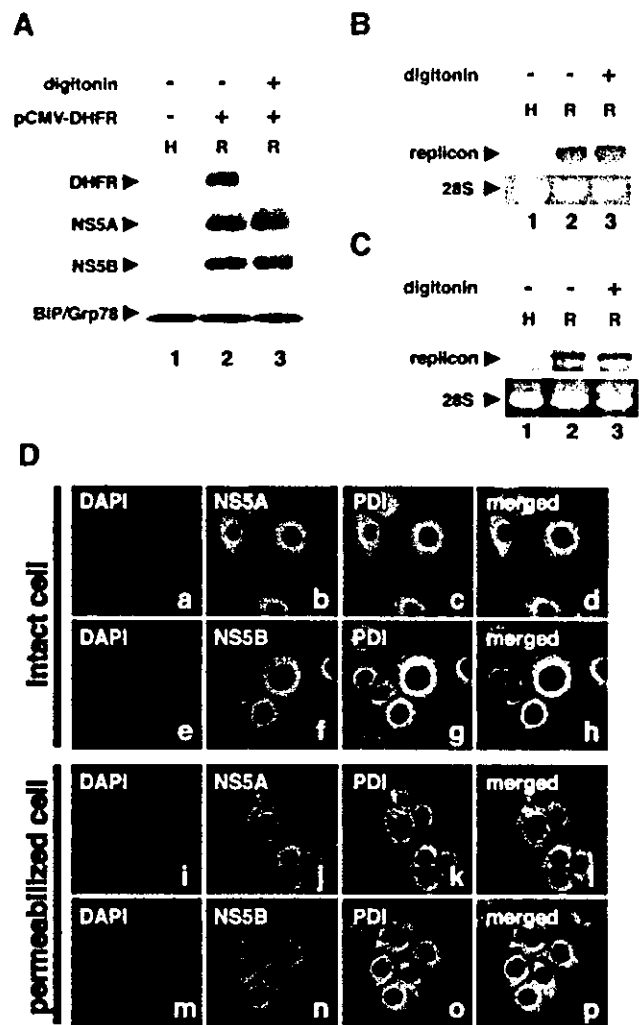 A
digitonin - - +
pCMV-DHFR - + +
H R R
DHFR
NS5A
NS5B
BiP/Grp78
1 2 3
B
digitonin - - +
H R R
replicon
28S
1 2 3
C
digitonin - - +
H R R
replicon
28S
1 2 3
D
Intact cell
DAPI NS5A PDI merged
a b c d
DAPI NS5B PDI merged
e f g h
permeabilized cell
DAPI NS5A PDI merged
i j k l
DAPI NS5B PDI merged
m n o p